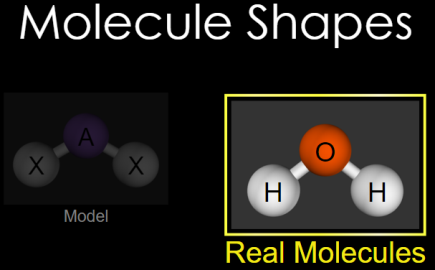 Molecule Shapes
A
X X
Model
O
H H
Real Molecules